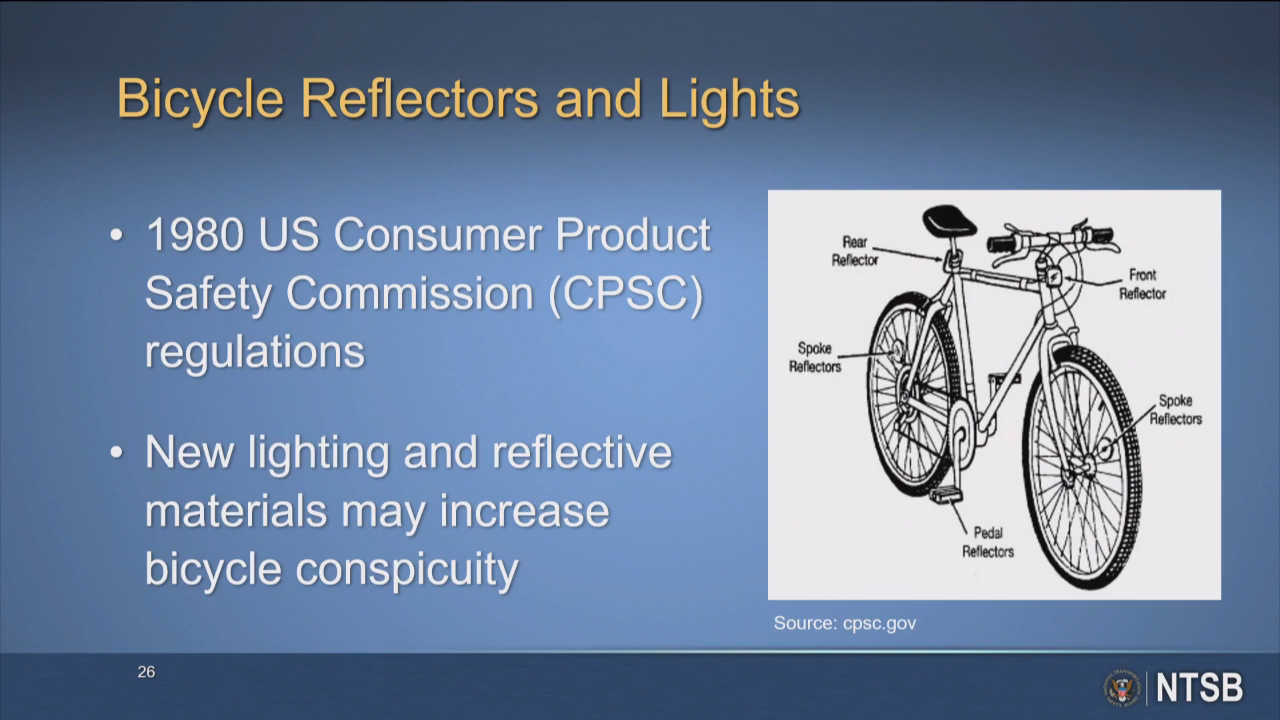 Bicycle Reflectors and Lights
• 1980 US Consumer Product
Safety Commission (CPSC)
regulations
• New lighting and reflective
materials may increase
bicycle conspicuity
Rear
Reflector
Front
Reflector
Spoke
Reflectors
Spoke
Reflectors
Pedal
Reflectors
Source: cpsc.gov
26
NTSB